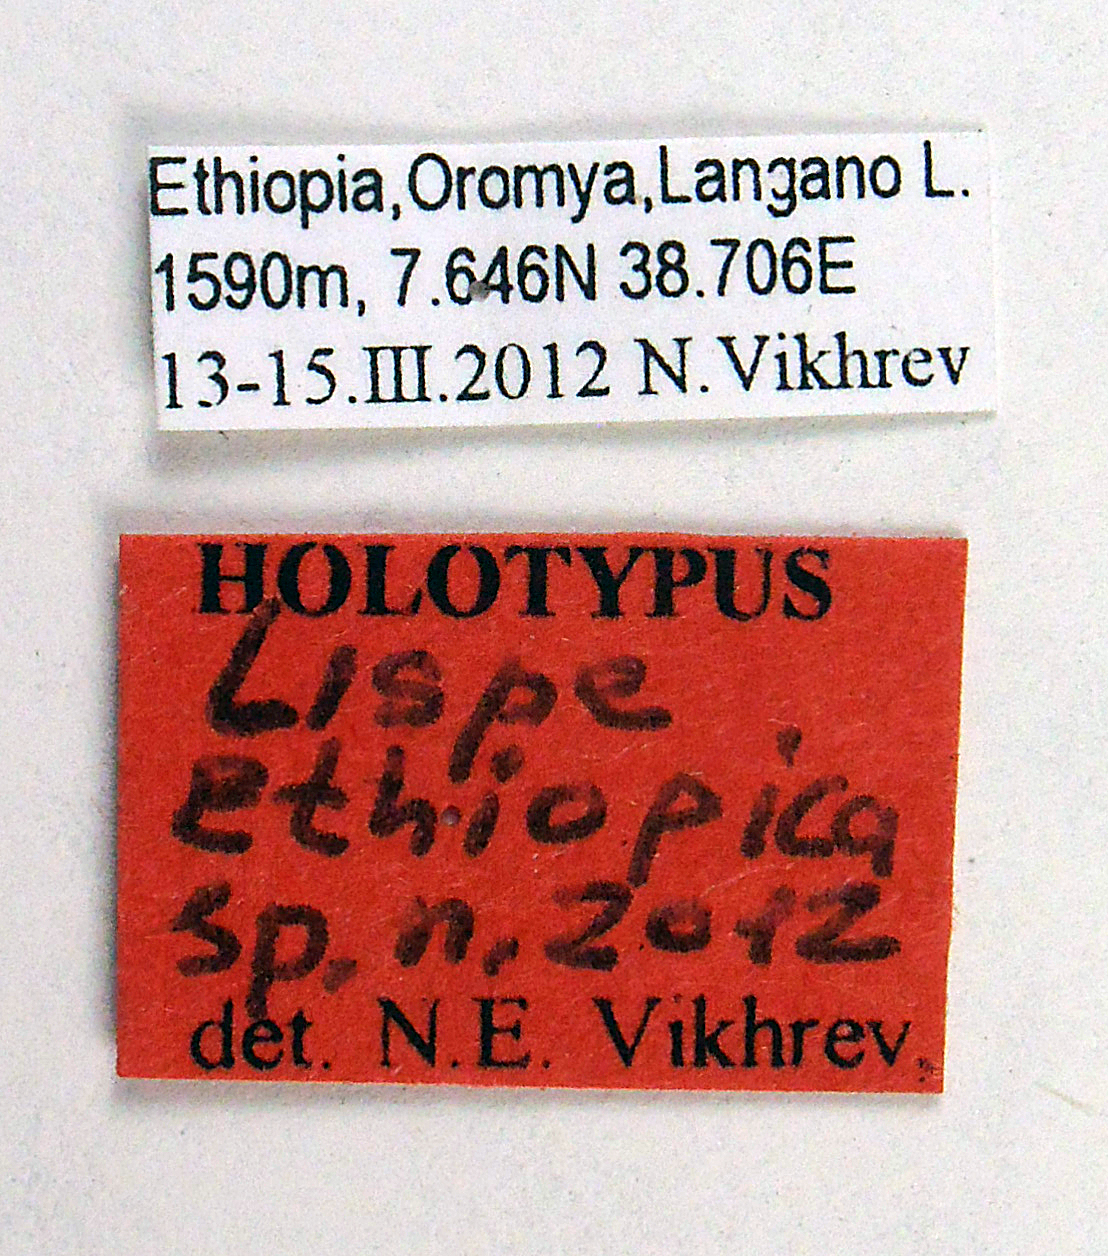 Ethiopia,Oromya,Langano L.
1590m, 7.646N 38.706E
13-15.III.2012 N.Vikhrev
HOLOTYPUS
Lispe
ethiopica
sp. n. 2012
det. N.E. Vikhrev